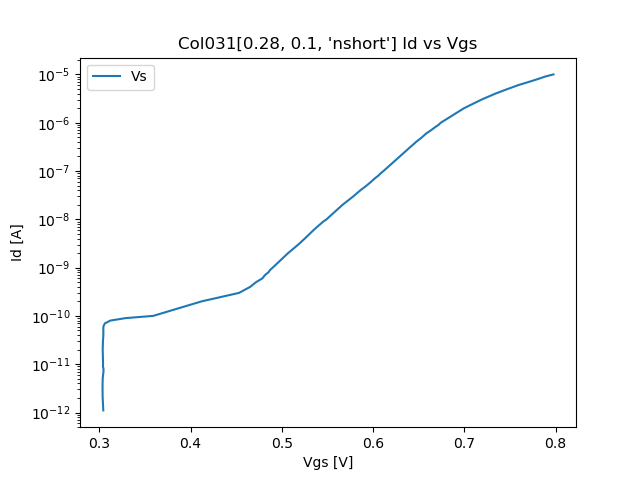 Col031[0.28, 0.1, 'nshort'] Id vs Vgs
Vs
Id [A]
10^-5
10^-6
10^-7
10^-8
10^-9
10^-10
10^-11
10^-12
0.3 0.4 0.5 0.6 0.7 0.8
Vgs [V]